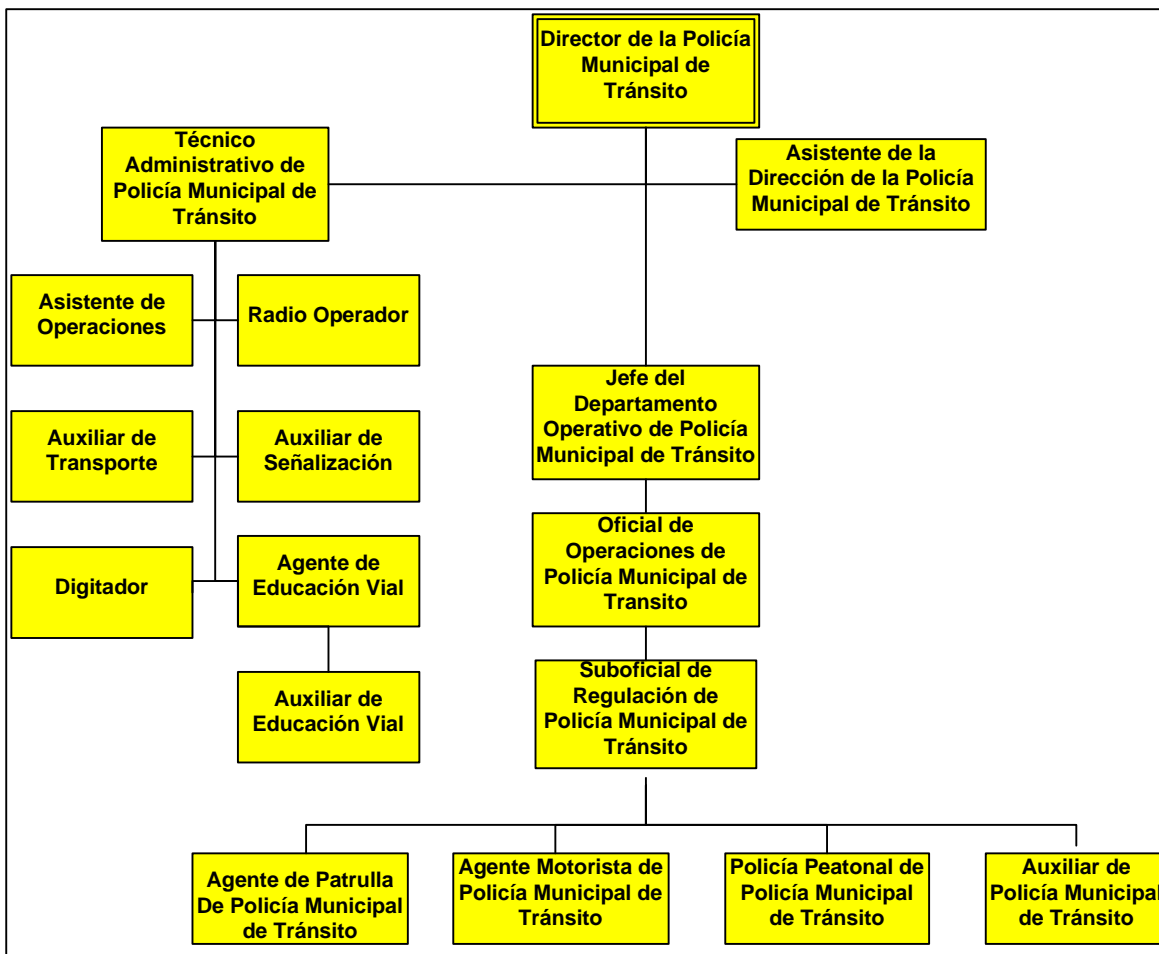 Director de la Policía
Municipal de
Tránsito
Técnico
Administrativo de
Policía Municipal de
Tránsito
Asistente de la
Dirección de la Policía
Municipal de Tránsito
Asistente de
Operaciones
Radio Operador
Jefe del
Departamento
Operativo de Policía
Municipal de Tránsito
Auxiliar de
Transporte
Auxiliar de
Señalización
Oficial de
Operaciones de
Policía Municipal de
Transito
Digitador
Agente de
Educación Vial
Suboficial de
Regulación de
Policía Municipal de
Tránsito
Auxiliar de
Educación Vial
Agente de Patrulla
De Policía Municipal
de Tránsito
Agente Motorista de
Policía Municipal de
Tránsito
Policía Peatonal de
Policía Municipal
de Tránsito
Auxiliar de
Policía Municipal
de Tránsito